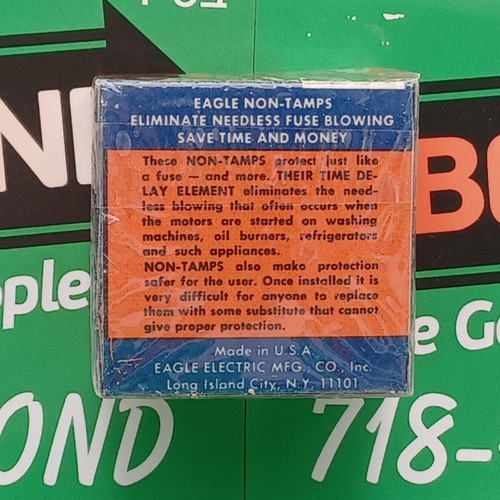 EAGLE NON-TAMPS
ELIMINATE NEEDLESS FUSE BLOWING
SAVE TIME AND MONEY
These NON-TAMPS protect just like
a fuse — and more. THEIR TIME DE-
LAY ELEMENT eliminates the need-
less blowing that often occurs when
the motors are started on washing
machines, oil burners, refrigerators
and such appliances.
NON-TAMPS also make protection
safer for the user. Once installed it is
very difficult for anyone to replace
them with some substitute that cannot
give proper protection.
Made in U.S.A
EAGLE ELECTRIC MFG., CO., Inc.
Long Island City, N.Y. 11101
718-